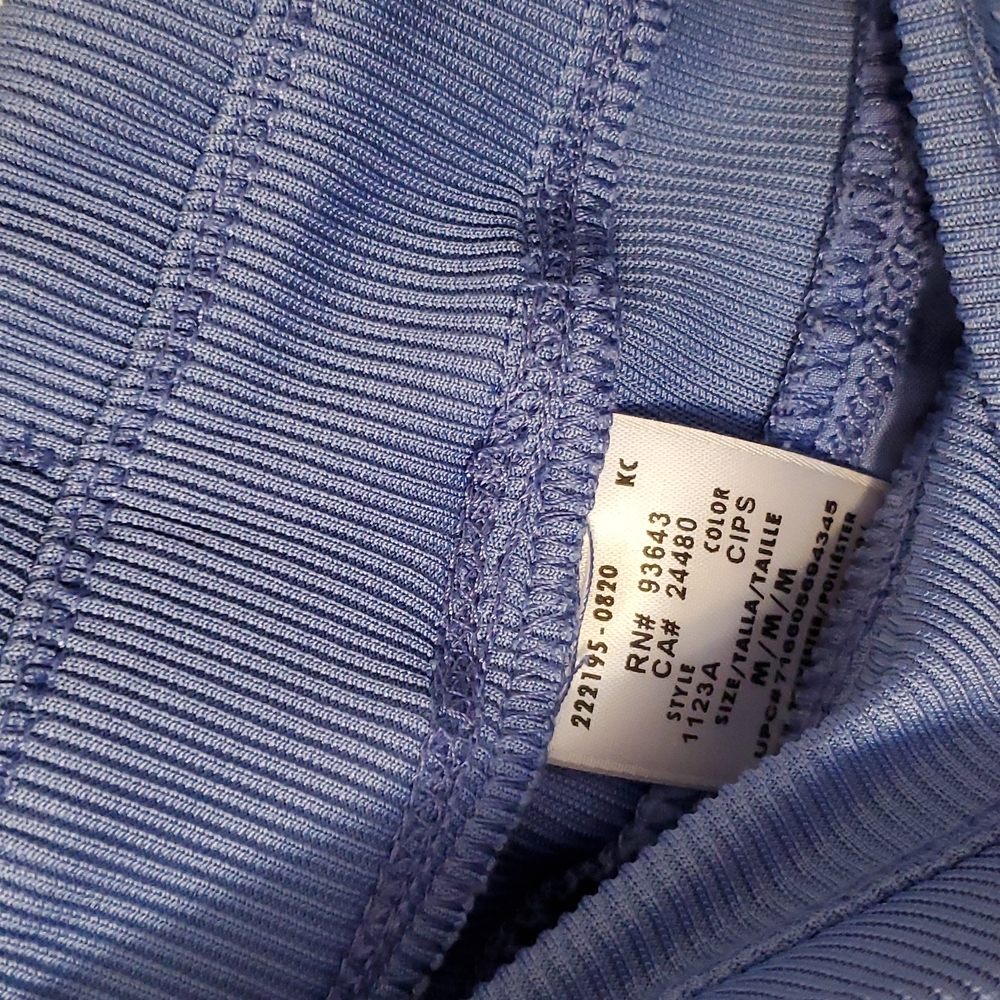 222195-0820 KC
RN# 93643
CA# 24480
STYLE COLOR
1123A CIPS
SIZE/TALLA/TAILLE
M/M/M